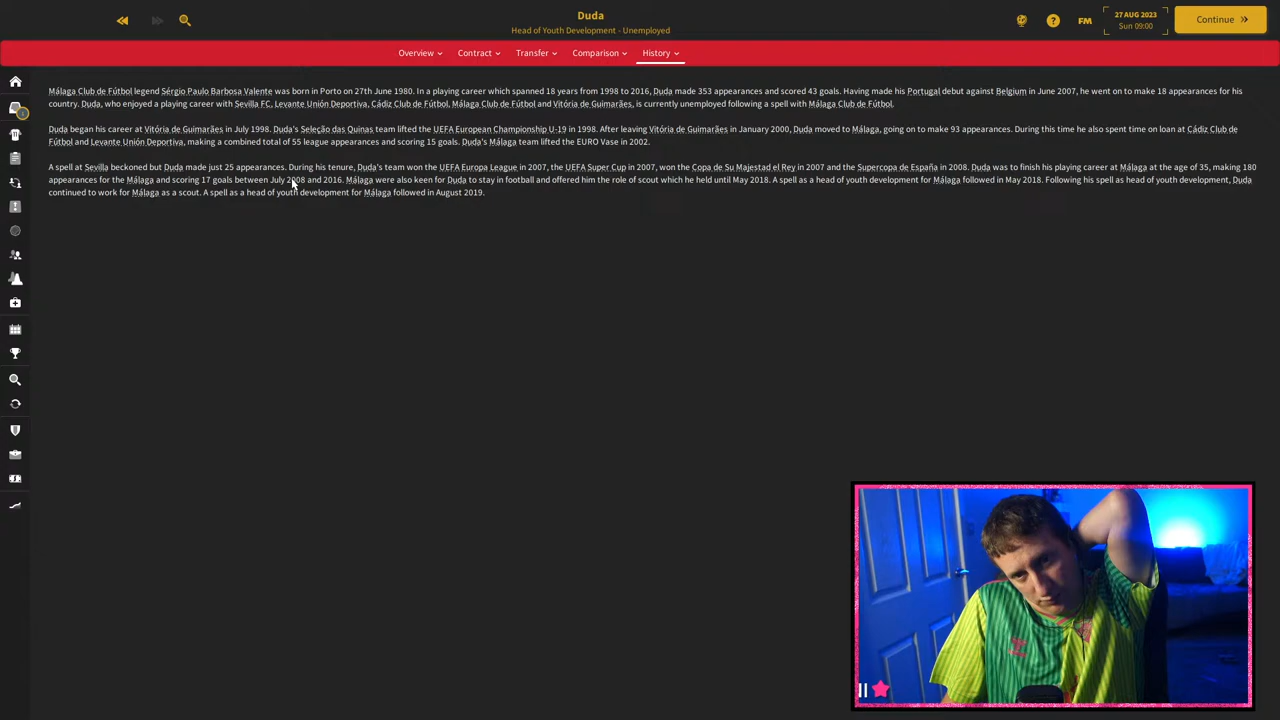 Duda
Head of Youth Development - Unemployed
27 AUG 2023
Sun 09:00
FM
Continue
Overview
Contract
Transfer
Comparison
History
Málaga Club de Fútbol legend Sérgio Paulo Barbosa Valente was born in Porto on 27th June 1980. In a playing career which spanned 18 years from 1998 to 2016, Duda made 353 appearances and scored 43 goals. Having made his Portugal debut against Belgium in June 2007, he went on to make 18 appearances for his
country. Duda, who enjoyed a playing career with Sevilla FC, Levante Unión Deportiva, Cádiz Club de Fútbol, Málaga Club de Fútbol and Vitória de Guimarães, is currently unemployed following a spell with Málaga Club de Fútbol.
Duda began his career at Vitória de Guimarães in July 1998. Duda's Seleção das Quinas team lifted the UEFA European Championship U-19 in 1998. After leaving Vitória de Guimarães in January 2000, Duda moved to Málaga, going on to make 93 appearances. During this time he also spent time on loan at Cádiz Club de
Fútbol and Levante Unión Deportiva, making a combined total of 55 league appearances and scoring 15 goals. Duda's Málaga team lifted the EURO Vase in 2002.
A spell at Sevilla beckoned but Duda made just 25 appearances. During his tenure, Duda's team won the UEFA Europa League in 2007, the UEFA Super Cup in 2007, won the Copa de Su Majestad el Rey in 2007 and the Supercopa de España in 2008. Duda was to finish his playing career at Málaga at the age of 35, making 180
appearances for the Málaga and scoring 17 goals between July 2008 and 2016. Málaga were also keen for Duda to stay in football and offered him the role of scout which he held until May 2018. A spell as a head of youth development for Málaga followed in May 2018. Following his spell as head of youth development, Duda
continued to work for Málaga as a scout. A spell as a head of youth development for Málaga followed in August 2019.